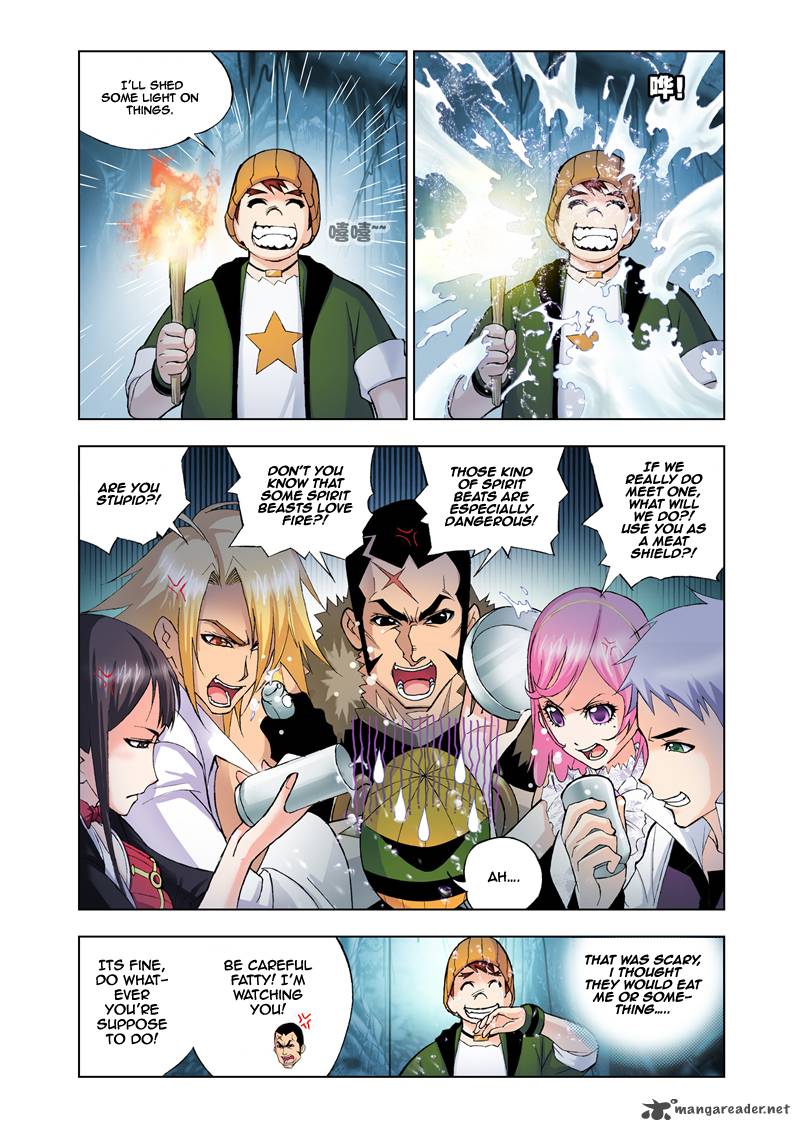 I'LL SHED
SOME LIGHT ON
THINGS.
嘻嘻~~
哗!
ARE YOU
STUPID?!
DON'T YOU
KNOW THAT
SOME SPIRIT
BEASTS LOVE
FIRE?!
THOSE KIND
OF SPIRIT
BEATS ARE
ESPECIALLY
DANGEROUS!
IF WE
REALLY DO
MEET ONE,
WHAT WILL
WE DO?!
USE YOU AS
A MEAT
SHIELD?!
AH....
ITS FINE,
DO WHAT-
EVER
YOU'RE
SUPPOSE
TO DO!
BE CAREFUL
FATTY! I'M
WATCHING
YOU!
THAT WAS SCARY,
I THOUGHT
THEY WOULD EAT
ME OR SOME-
THING.....
mangareader.net